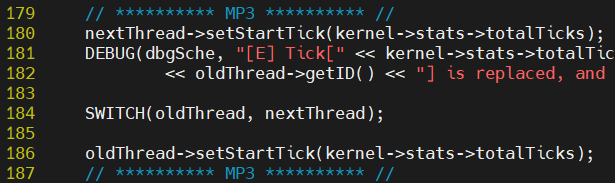 179 // ********** MP3 ********** //
180 nextThread->setStartTick(kernel->stats->totalTicks);
181 DEBUG(dbgSche, "[E] Tick[" << kernel->stats->totalTic
182 << oldThread->getID() << "] is replaced, and
183
184 SWITCH(oldThread, nextThread);
185
186 oldThread->setStartTick(kernel->stats->totalTicks);
187 // ********** MP3 ********** //